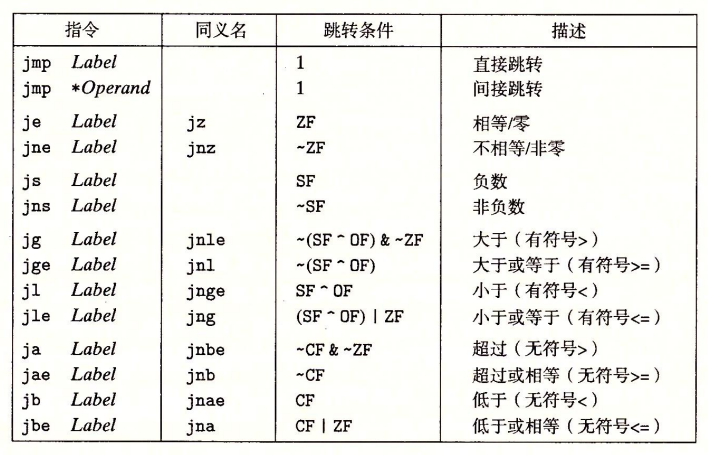 指令 同义名 跳转条件 描述
jmp Label 1 直接跳转
jmp *Operand 1 间接跳转
je Label jz ZF 相等/零
jne Label jnz ~ZF 不相等/非零
js Label SF 负数
jns Label ~SF 非负数
jg Label jnle ~(SF ^ OF) & ~ZF 大于（有符号>）
jge Label jnl ~(SF ^ OF) 大于或等于（有符号>=）
jl Label jnge SF ^ OF 小于（有符号<）
jle Label jng (SF ^ OF) | ZF 小于或等于（有符号<=）
ja Label jnbe ~CF & ~ZF 超过（无符号>）
jae Label jnb ~CF 超过或相等（无符号>=）
jb Label jnae CF 低于（无符号<）
jbe Label jna CF | ZF 低于或相等（无符号<=）